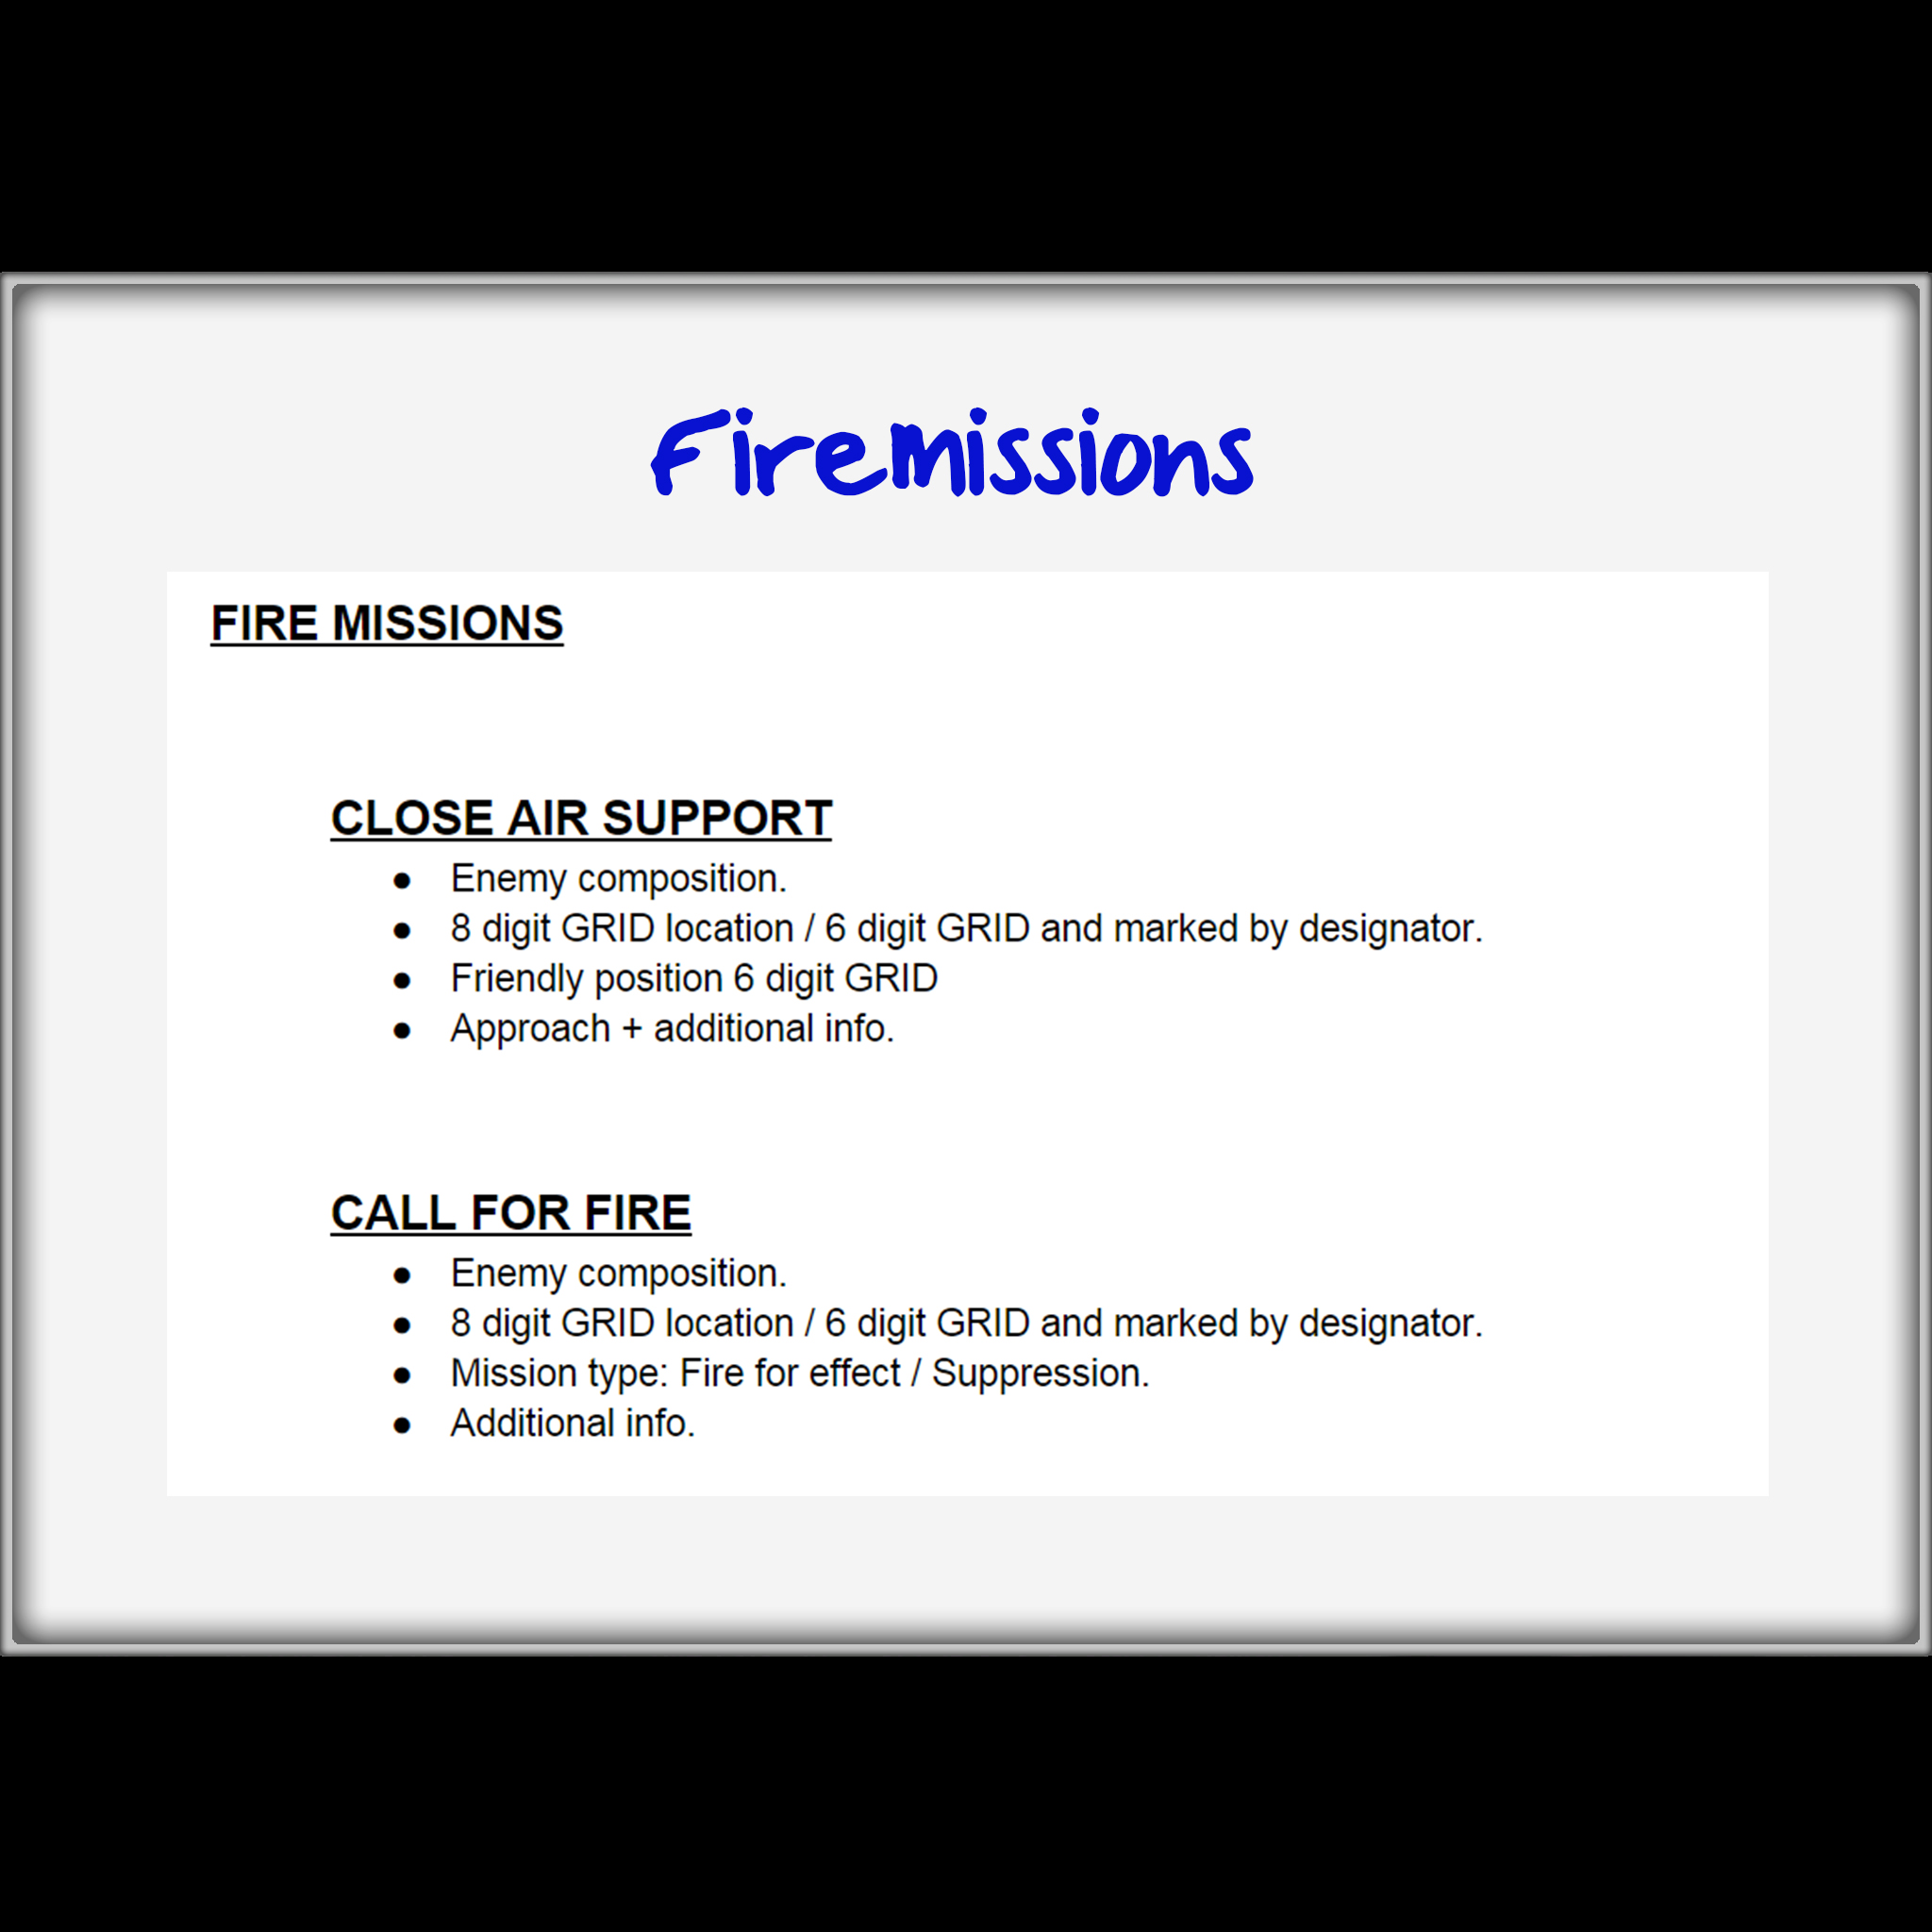 Firemissions
FIRE MISSIONS
CLOSE AIR SUPPORT
● Enemy composition.
● 8 digit GRID location / 6 digit GRID and marked by designator.
● Friendly position 6 digit GRID
● Approach + additional info.
CALL FOR FIRE
● Enemy composition.
● 8 digit GRID location / 6 digit GRID and marked by designator.
● Mission type: Fire for effect / Suppression.
● Additional info.